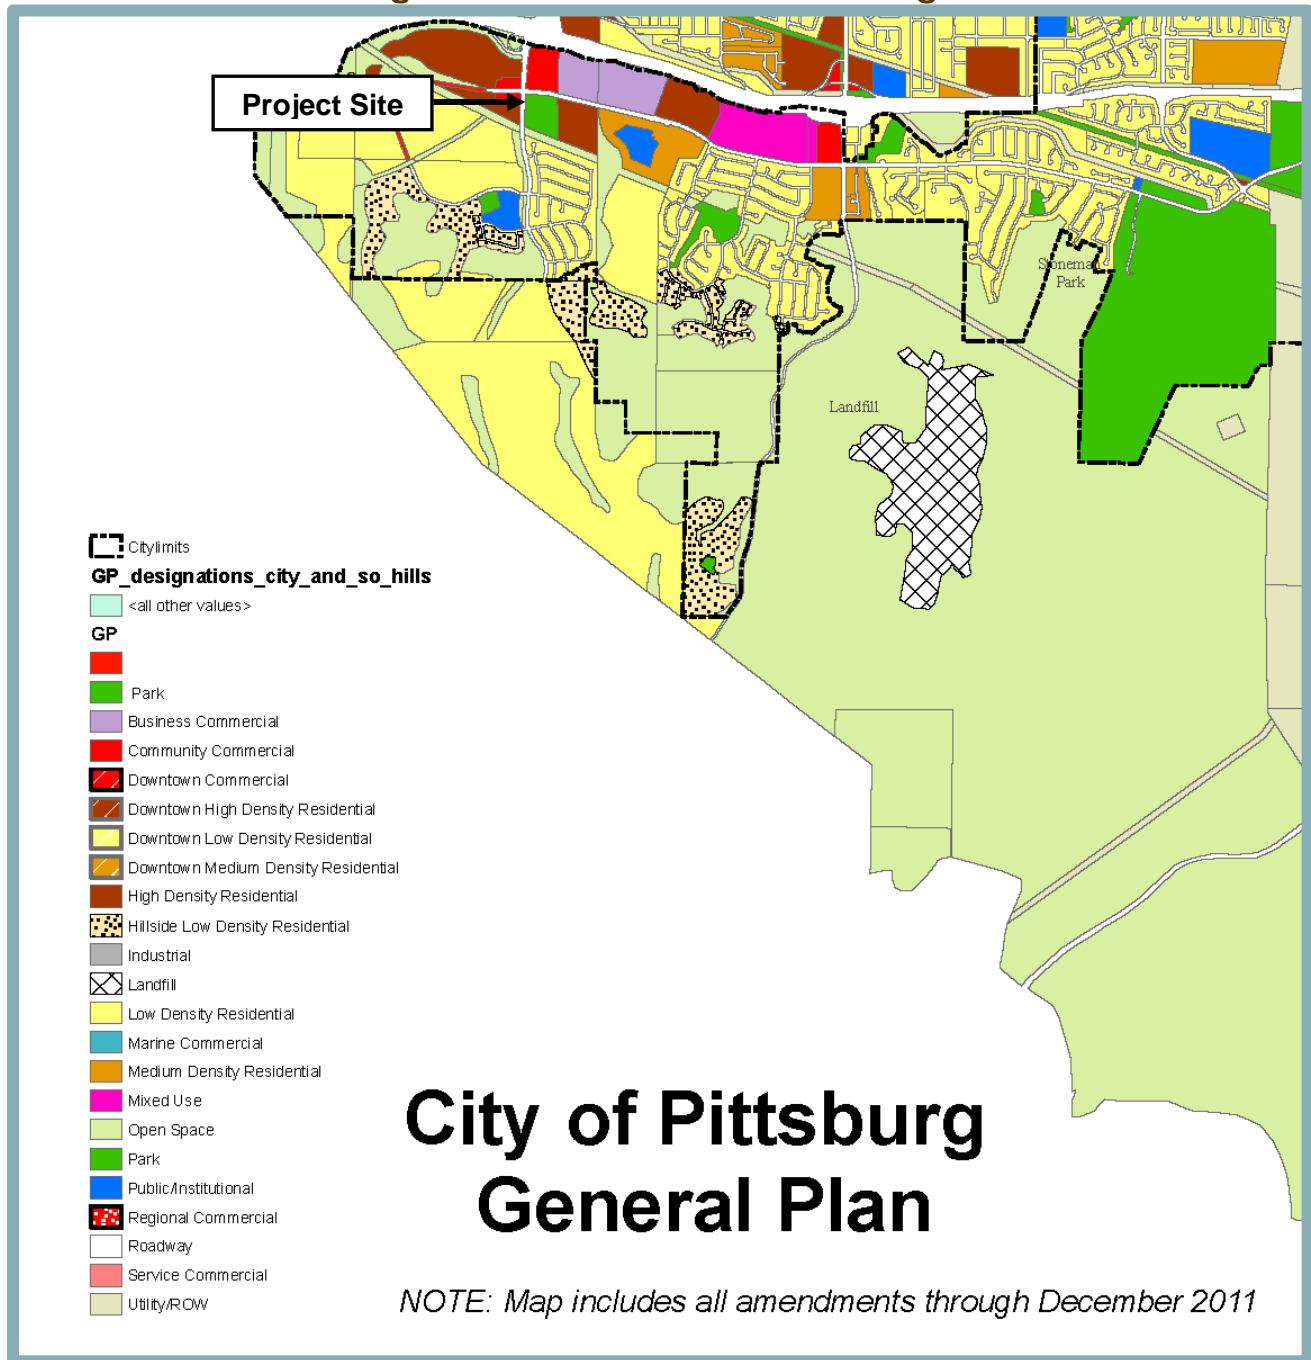 Project Site
Stoneman
Park
Landfill
Citylimits
GP_designations_city_and_so_hills
<all other values>
GP
Park
Business Commercial
Community Commercial
Downtown Commercial
Downtown High Density Residential
Downtown Low Density Residential
Downtown Medium Density Residential
High Density Residential
Hillside Low Density Residential
Industrial
Landfill
Low Density Residential
Marine Commercial
Medium Density Residential
Mixed Use
Open Space
Park
Public/Institutional
Regional Commercial
Roadway
Service Commercial
Utility/ROW
City of Pittsburg
General Plan
NOTE: Map includes all amendments through December 2011